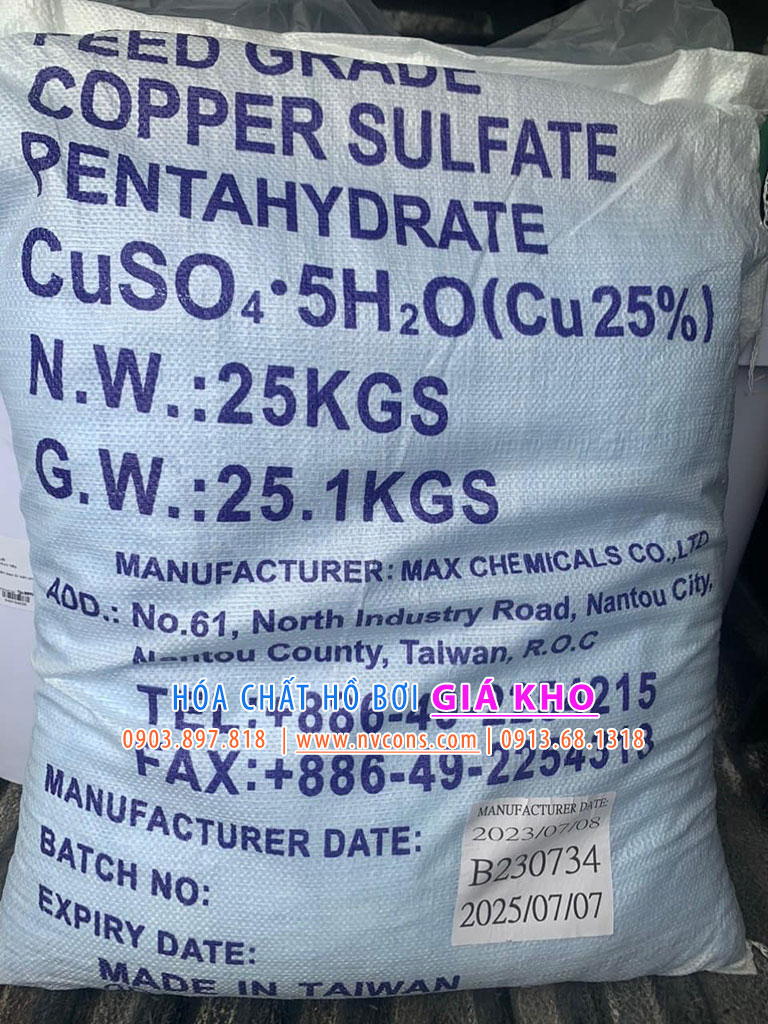 FEED GRADE
COPPER SULFATE
PENTAHYDRATE
CuSO₄·5H₂O(Cu25%)
N.W.:25KGS
G.W.:25.1KGS
MANUFACTURER: MAX CHEMICALS CO.,LTD
ADD.: No.61, North Industry Road, Nantou City,
Nantou County, Taiwan, R.O.C
HÓA CHẤT HỒ BƠI GIÁ KHO
TEL:+886-49-
0903.897.818 | www.nvcons.com | 0913.68.1318
FAX:+886-49-
MANUFACTURER DATE:
BATCH NO:
EXPIRY DATE:
MANUFACTURER DATE:
2023/07/08
B230734
2025/07/07
MADE IN TAIWAN